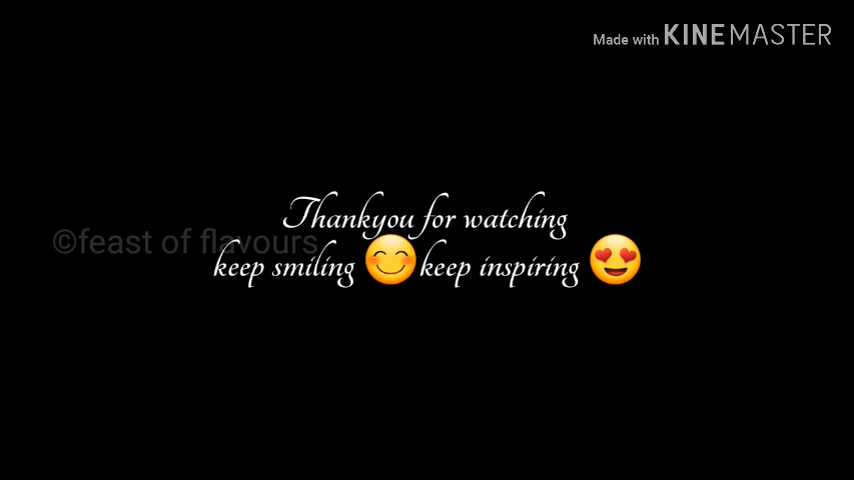 Made with KINEMASTER
Thankyou for watching
©feast of flavours
keep smiling 😊 keep inspiring 😍